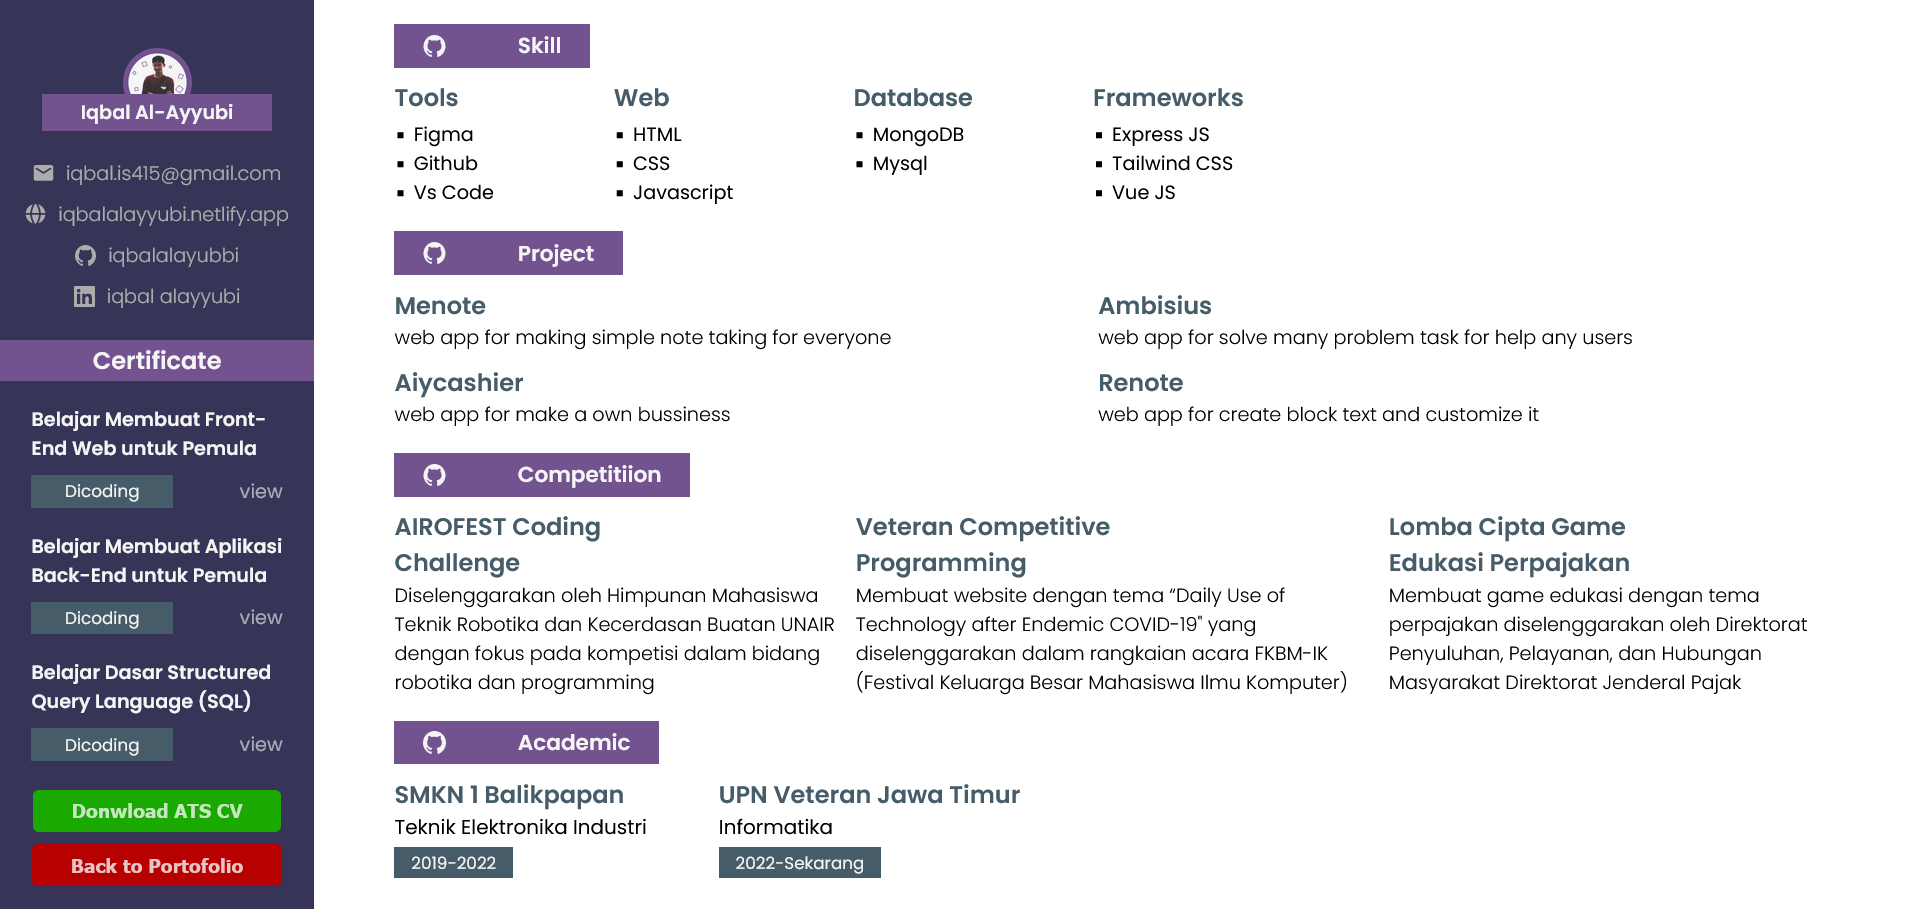 Iqbal Al-Ayyubi
iqbal.is415@gmail.com
iqbalalayyubi.netlify.app
iqbalalayubbi
iqbal alayyubi
Certificate
Belajar Membuat Front-
End Web untuk Pemula
Dicoding view
Belajar Membuat Aplikasi
Back-End untuk Pemula
Dicoding view
Belajar Dasar Structured
Query Language (SQL)
Dicoding view
Donwload ATS CV
Back to Portofolio
Skill
Tools
Figma
Github
Vs Code
Web
HTML
CSS
Javascript
Database
MongoDB
Mysql
Frameworks
Express JS
Tailwind CSS
Vue JS
Project
Menote
web app for making simple note taking for everyone
Ambisius
web app for solve many problem task for help any users
Aiycashier
web app for make a own bussiness
Renote
web app for create block text and customize it
Competitiion
AIROFEST Coding
Challenge
Diselenggarakan oleh Himpunan Mahasiswa
Teknik Robotika dan Kecerdasan Buatan UNAIR
dengan fokus pada kompetisi dalam bidang
robotika dan programming
Veteran Competitive
Programming
Membuat website dengan tema “Daily Use of
Technology after Endemic COVID-19" yang
diselenggarakan dalam rangkaian acara FKBM-IK
(Festival Keluarga Besar Mahasiswa Ilmu Komputer)
Lomba Cipta Game
Edukasi Perpajakan
Membuat game edukasi dengan tema
perpajakan diselenggarakan oleh Direktorat
Penyuluhan, Pelayanan, dan Hubungan
Masyarakat Direktorat Jenderal Pajak
Academic
SMKN 1 Balikpapan
Teknik Elektronika Industri
2019-2022
UPN Veteran Jawa Timur
Informatika
2022-Sekarang